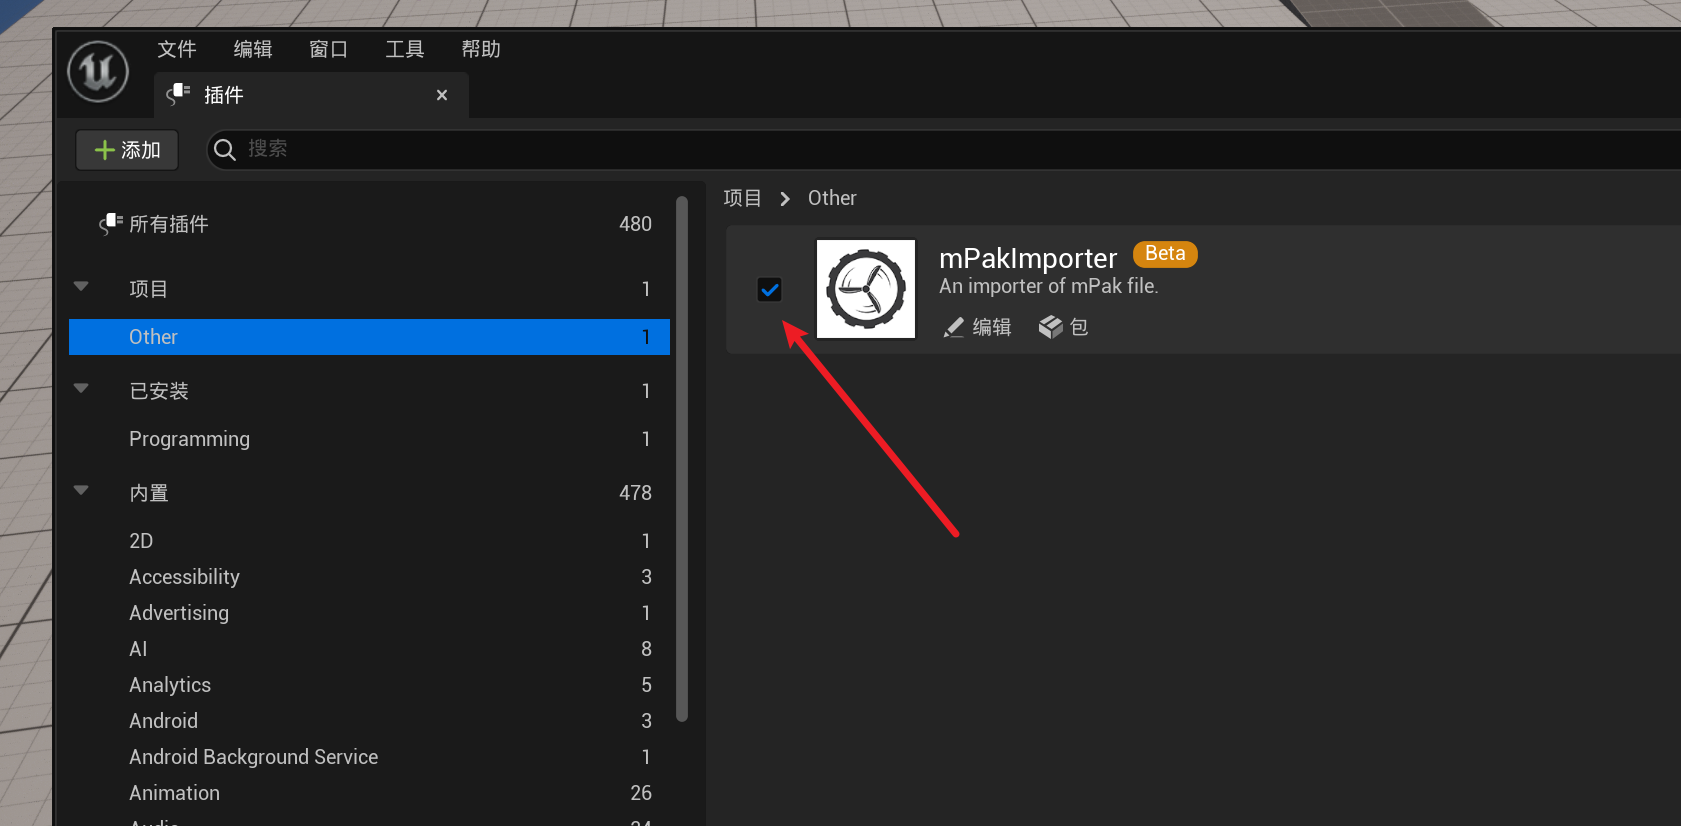 文件 编辑 窗口 工具 帮助
插件
添加
搜索
所有插件 480
项目 1
Other 1
已安装 1
Programming 1
内置 478
2D 1
Accessibility 3
Advertising 1
AI 8
Analytics 5
Android 3
Android Background Service 1
Animation 26
项目 Other
mPakImporter Beta
An importer of mPak file.
编辑 包